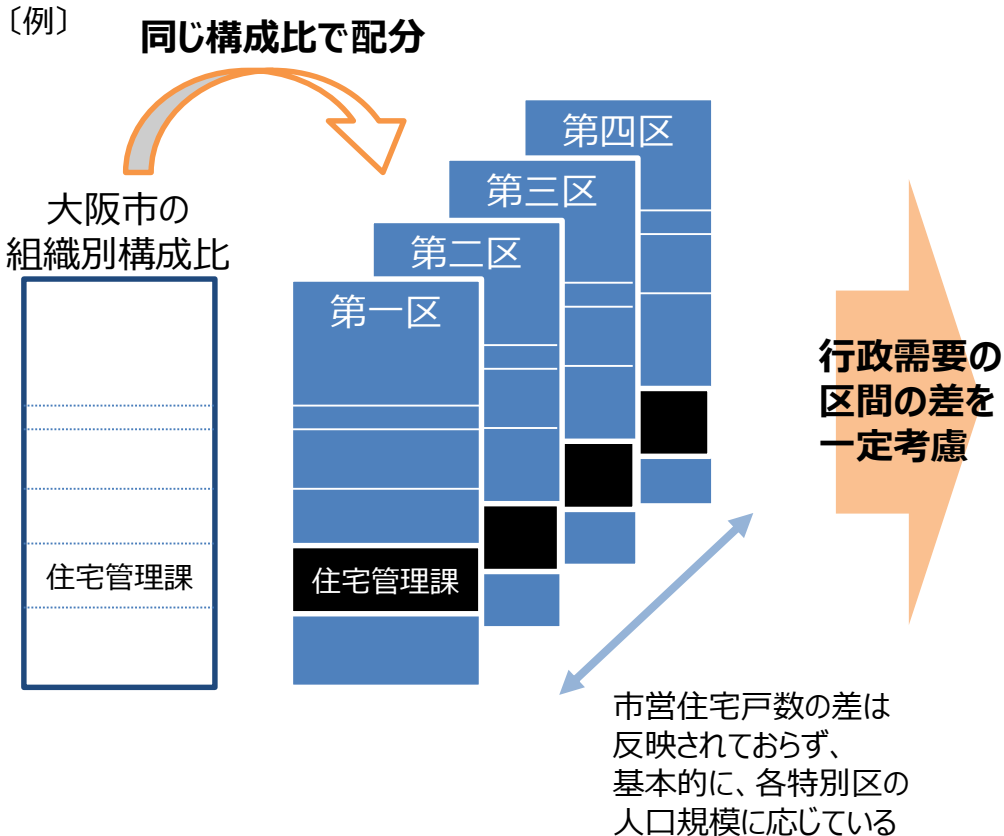 〔例〕
同じ構成比で配分
大阪市の
組織別構成比
住宅管理課
第一区
住宅管理課
第二区
第三区
第四区
行政需要の
区間の差を
一定考慮
市営住宅戸数の差は
反映されておらず、
基本的に、各特別区の
人口規模に応じている